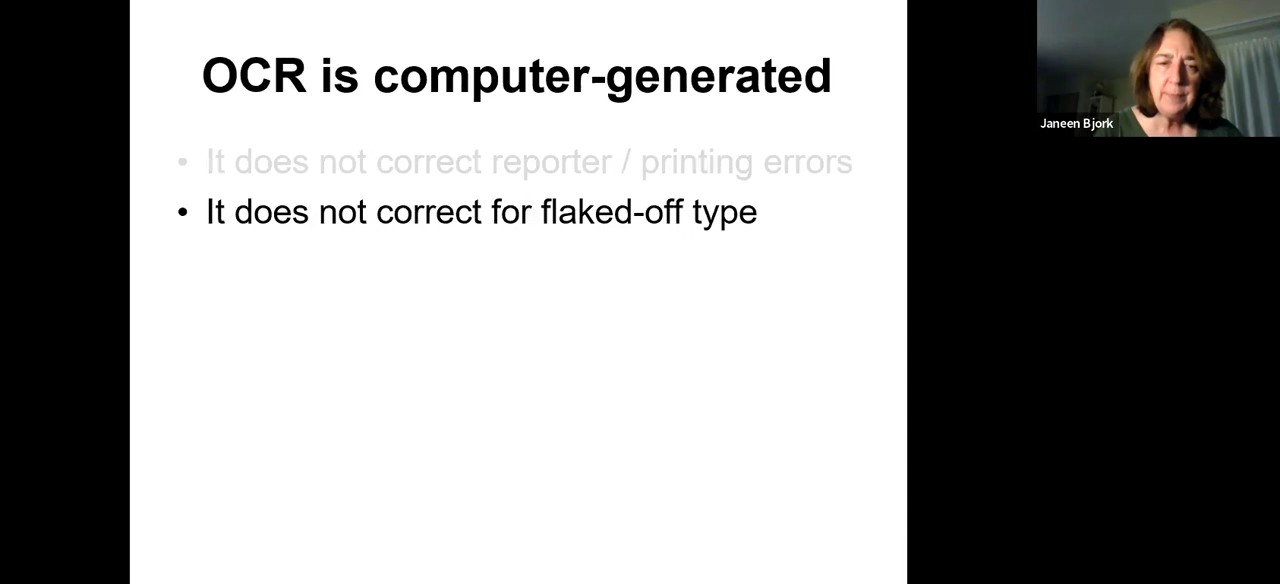 OCR is computer-generated
• It does not correct reporter / printing errors
• It does not correct for flaked-off type
Janeen Bjork